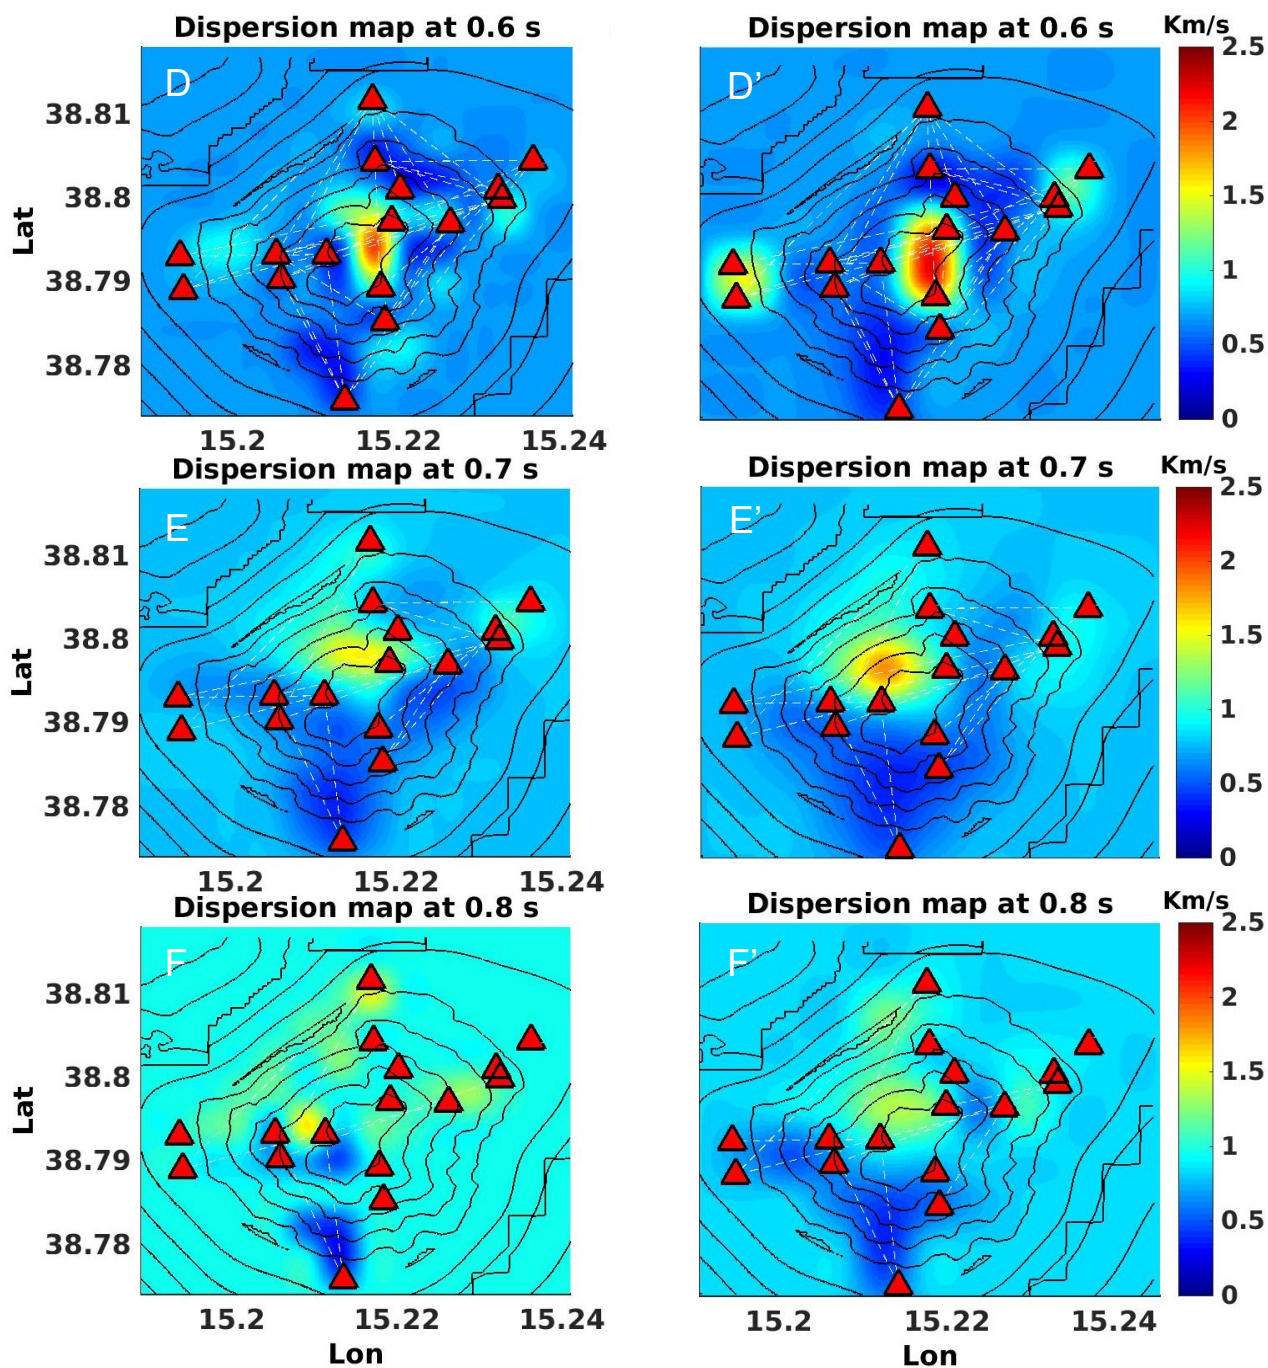 Dispersion map at 0.6 s
Dispersion map at 0.6 s
Km/s
D
D'
2.5
2
1.5
1
0.5
0
38.81
38.8
38.79
38.78
Lat
15.2
15.22
15.24
Dispersion map at 0.7 s
Dispersion map at 0.7 s
Km/s
E
E'
2.5
2
1.5
1
0.5
0
38.81
38.8
38.79
38.78
Lat
15.2
15.22
15.24
Dispersion map at 0.8 s
Dispersion map at 0.8 s
Km/s
F
F'
2.5
2
1.5
1
0.5
0
38.81
38.8
38.79
38.78
Lat
15.2
15.22
15.24
15.2
15.22
15.24
Lon
Lon